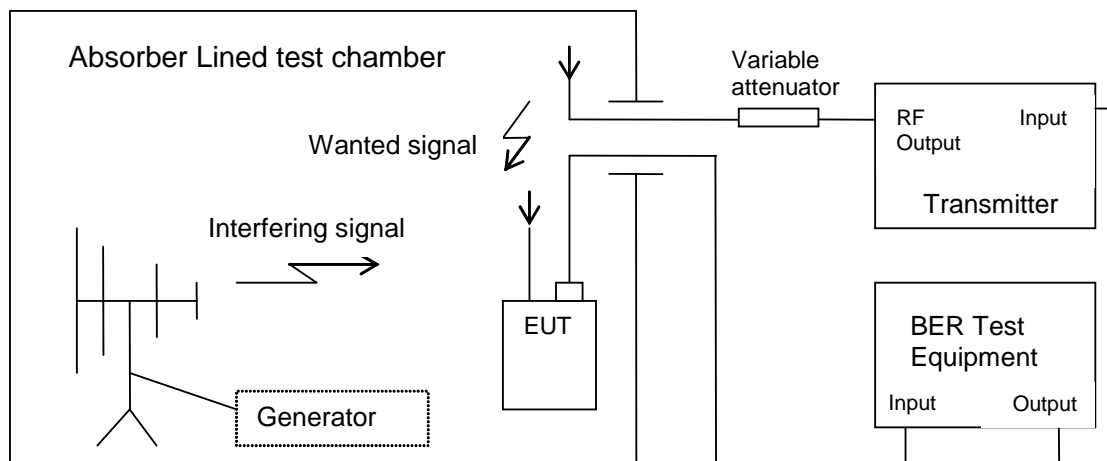 Absorber Lined test chamber
Variable
attenuator
RF
Output
Input
Transmitter
Wanted signal
Interfering signal
EUT
Generator
BER Test
Equipment
Input
Output